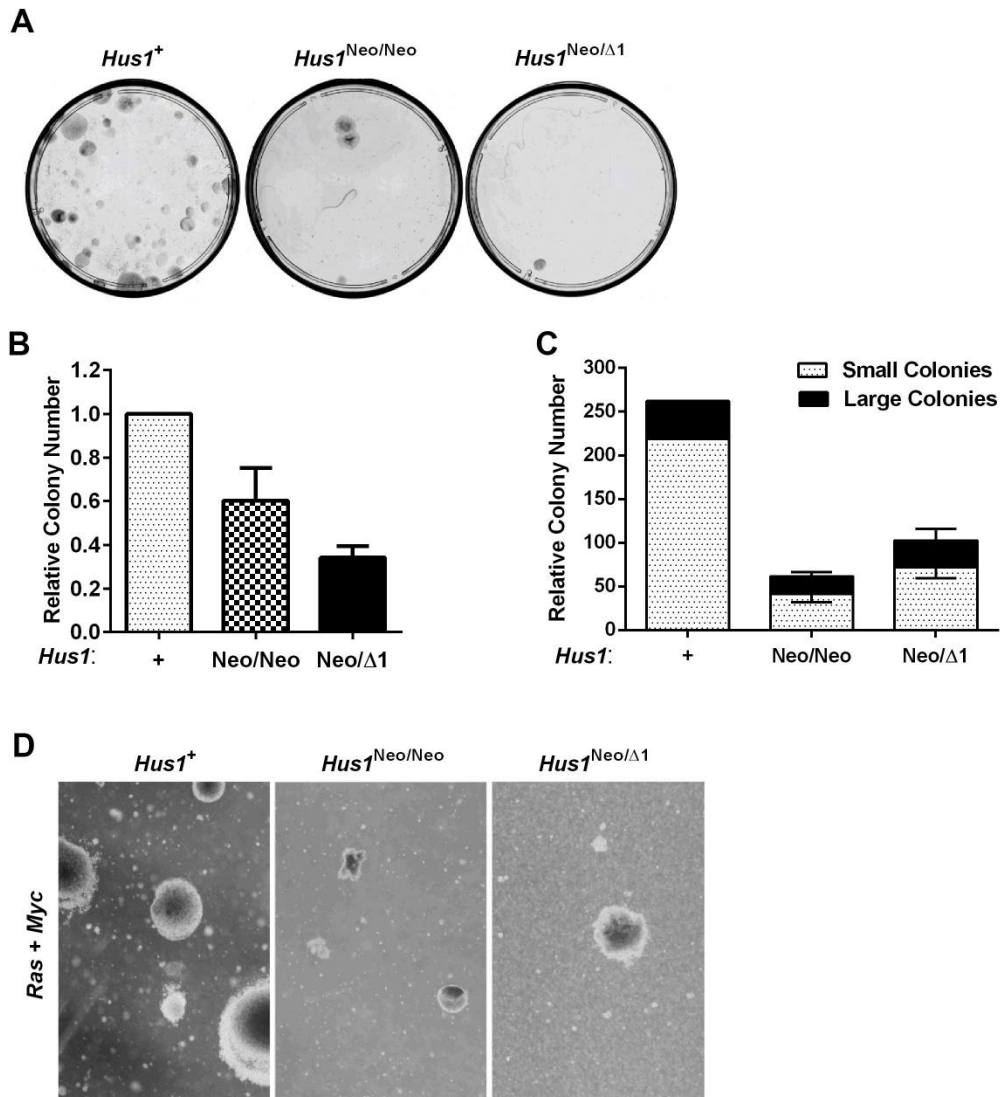 A
Hus1+ Hus1Neo/Neo Hus1Neo/Δ1
B
Relative Colony Number
1.2
1.0
0.8
0.6
0.4
0.2
0.0
Hus1: + Neo/Neo Neo/Δ1
C
Relative Colony Number
300
250
200
150
100
50
0
Small Colonies
Large Colonies
Hus1: + Neo/Neo Neo/Δ1
D
Hus1+ Hus1Neo/Neo Hus1Neo/Δ1
Ras + Myc